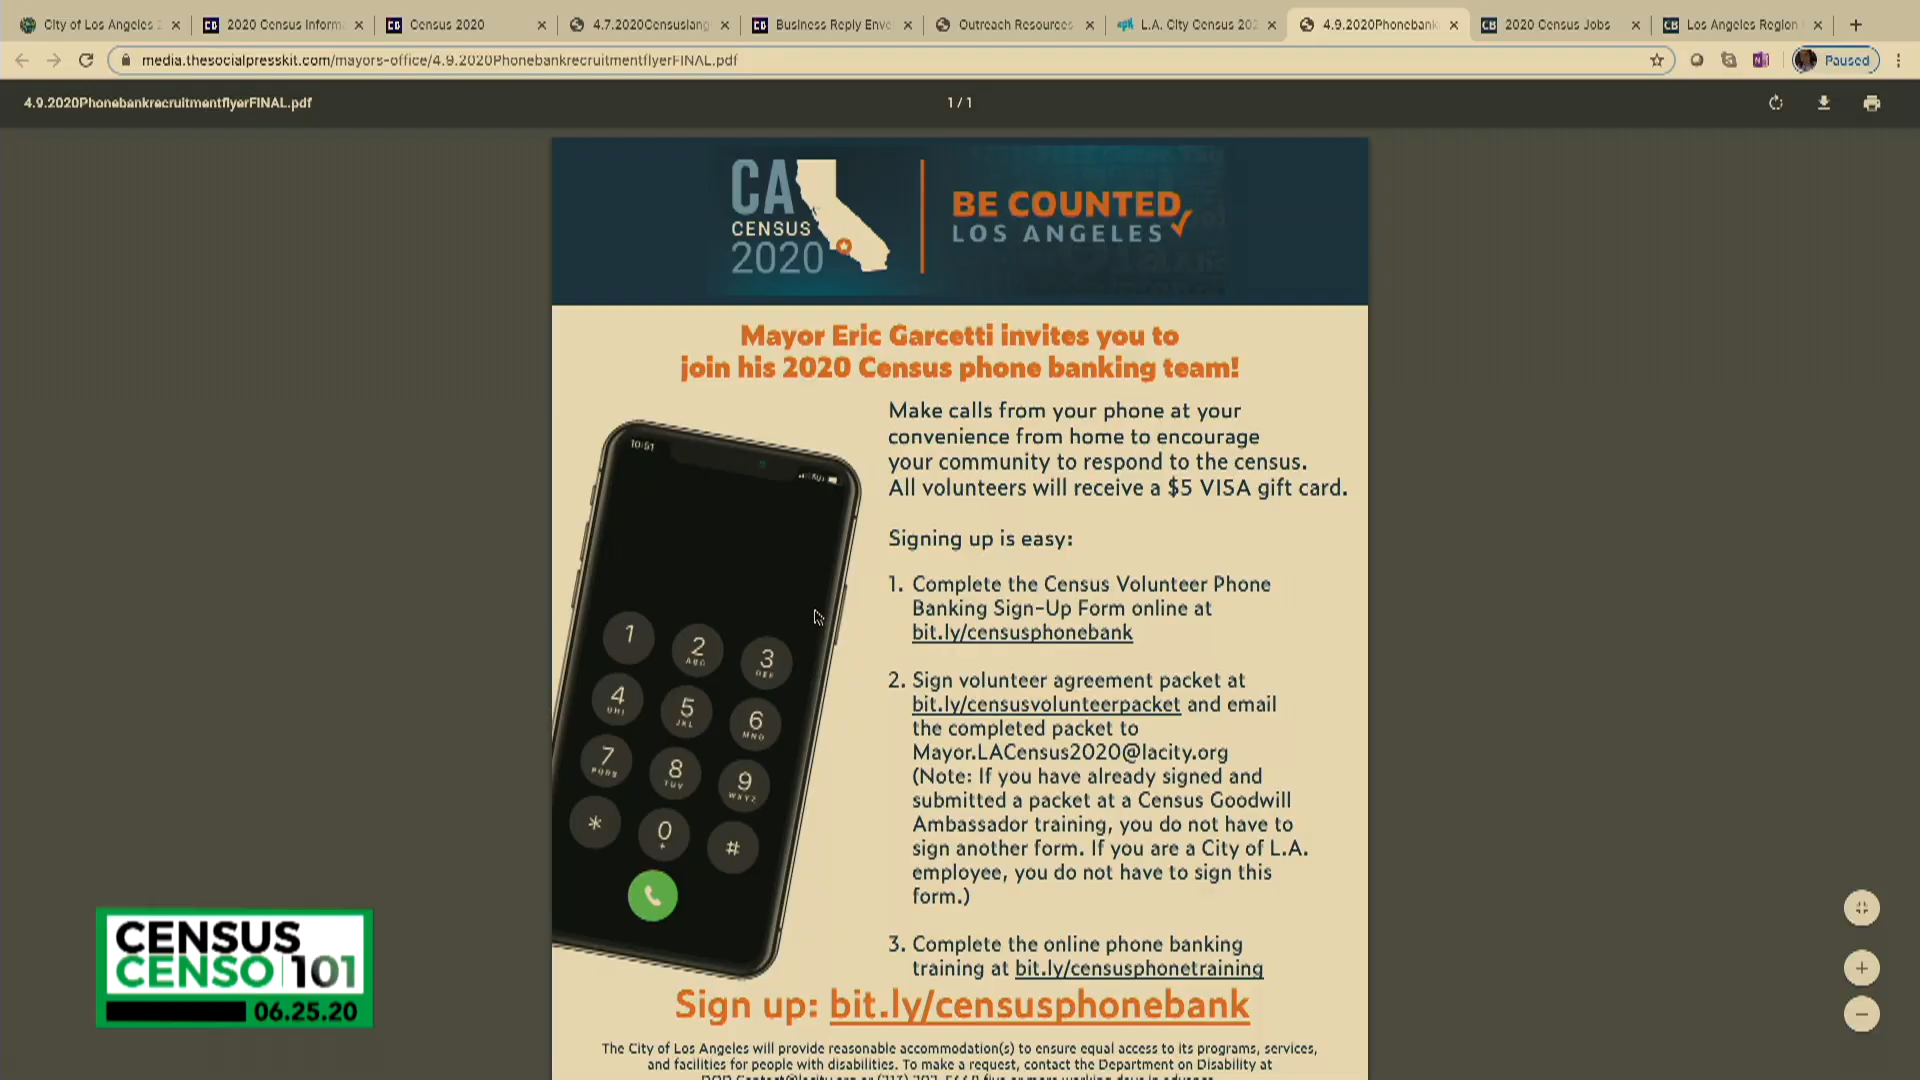 City of Los Angeles
2020 Census Inform
Census 2020
4.7.2020Censuslang
Business Reply Enve
Outreach Resources
L.A. City Census 202
4.9.2020Phonebank
2020 Census Jobs
Los Angeles Region
media.thesocialpresskit.com/mayors-office/4.9.2020PhonebankrecruitmentflyerFINAL.pdf
Paused
4.9.2020PhonebankrecruitmentflyerFINAL.pdf
1 / 1
CA
CENSUS
2020
BE COUNTED
LOS ANGELES
Mayor Eric Garcetti invites you to
join his 2020 Census phone banking team!
Make calls from your phone at your
convenience from home to encourage
your community to respond to the census.
All volunteers will receive a $5 VISA gift card.
Signing up is easy:
1. Complete the Census Volunteer Phone
Banking Sign-Up Form online at
bit.ly/censusphonebank
2. Sign volunteer agreement packet at
bit.ly/censusvolunteerpacket and email
the completed packet to
Mayor.LACensus2020@lacity.org
(Note: If you have already signed and
submitted a packet at a Census Goodwill
Ambassador training, you do not have to
sign another form. If you are a City of L.A.
employee, you do not have to sign this
form.)
3. Complete the online phone banking
training at bit.ly/censusphonetraining
10:51
1
2 ABC
3 DEF
4 GHI
5 JKL
6 MNO
7 PQRS
8 TUV
9 WXYZ
*
0 +
#
Sign up: bit.ly/censusphonebank
The City of Los Angeles will provide reasonable accommodation(s) to ensure equal access to its programs, services,
and facilities for people with disabilities. To make a request, contact the Department on Disability at
CENSUS
CENSO 101
06.25.20